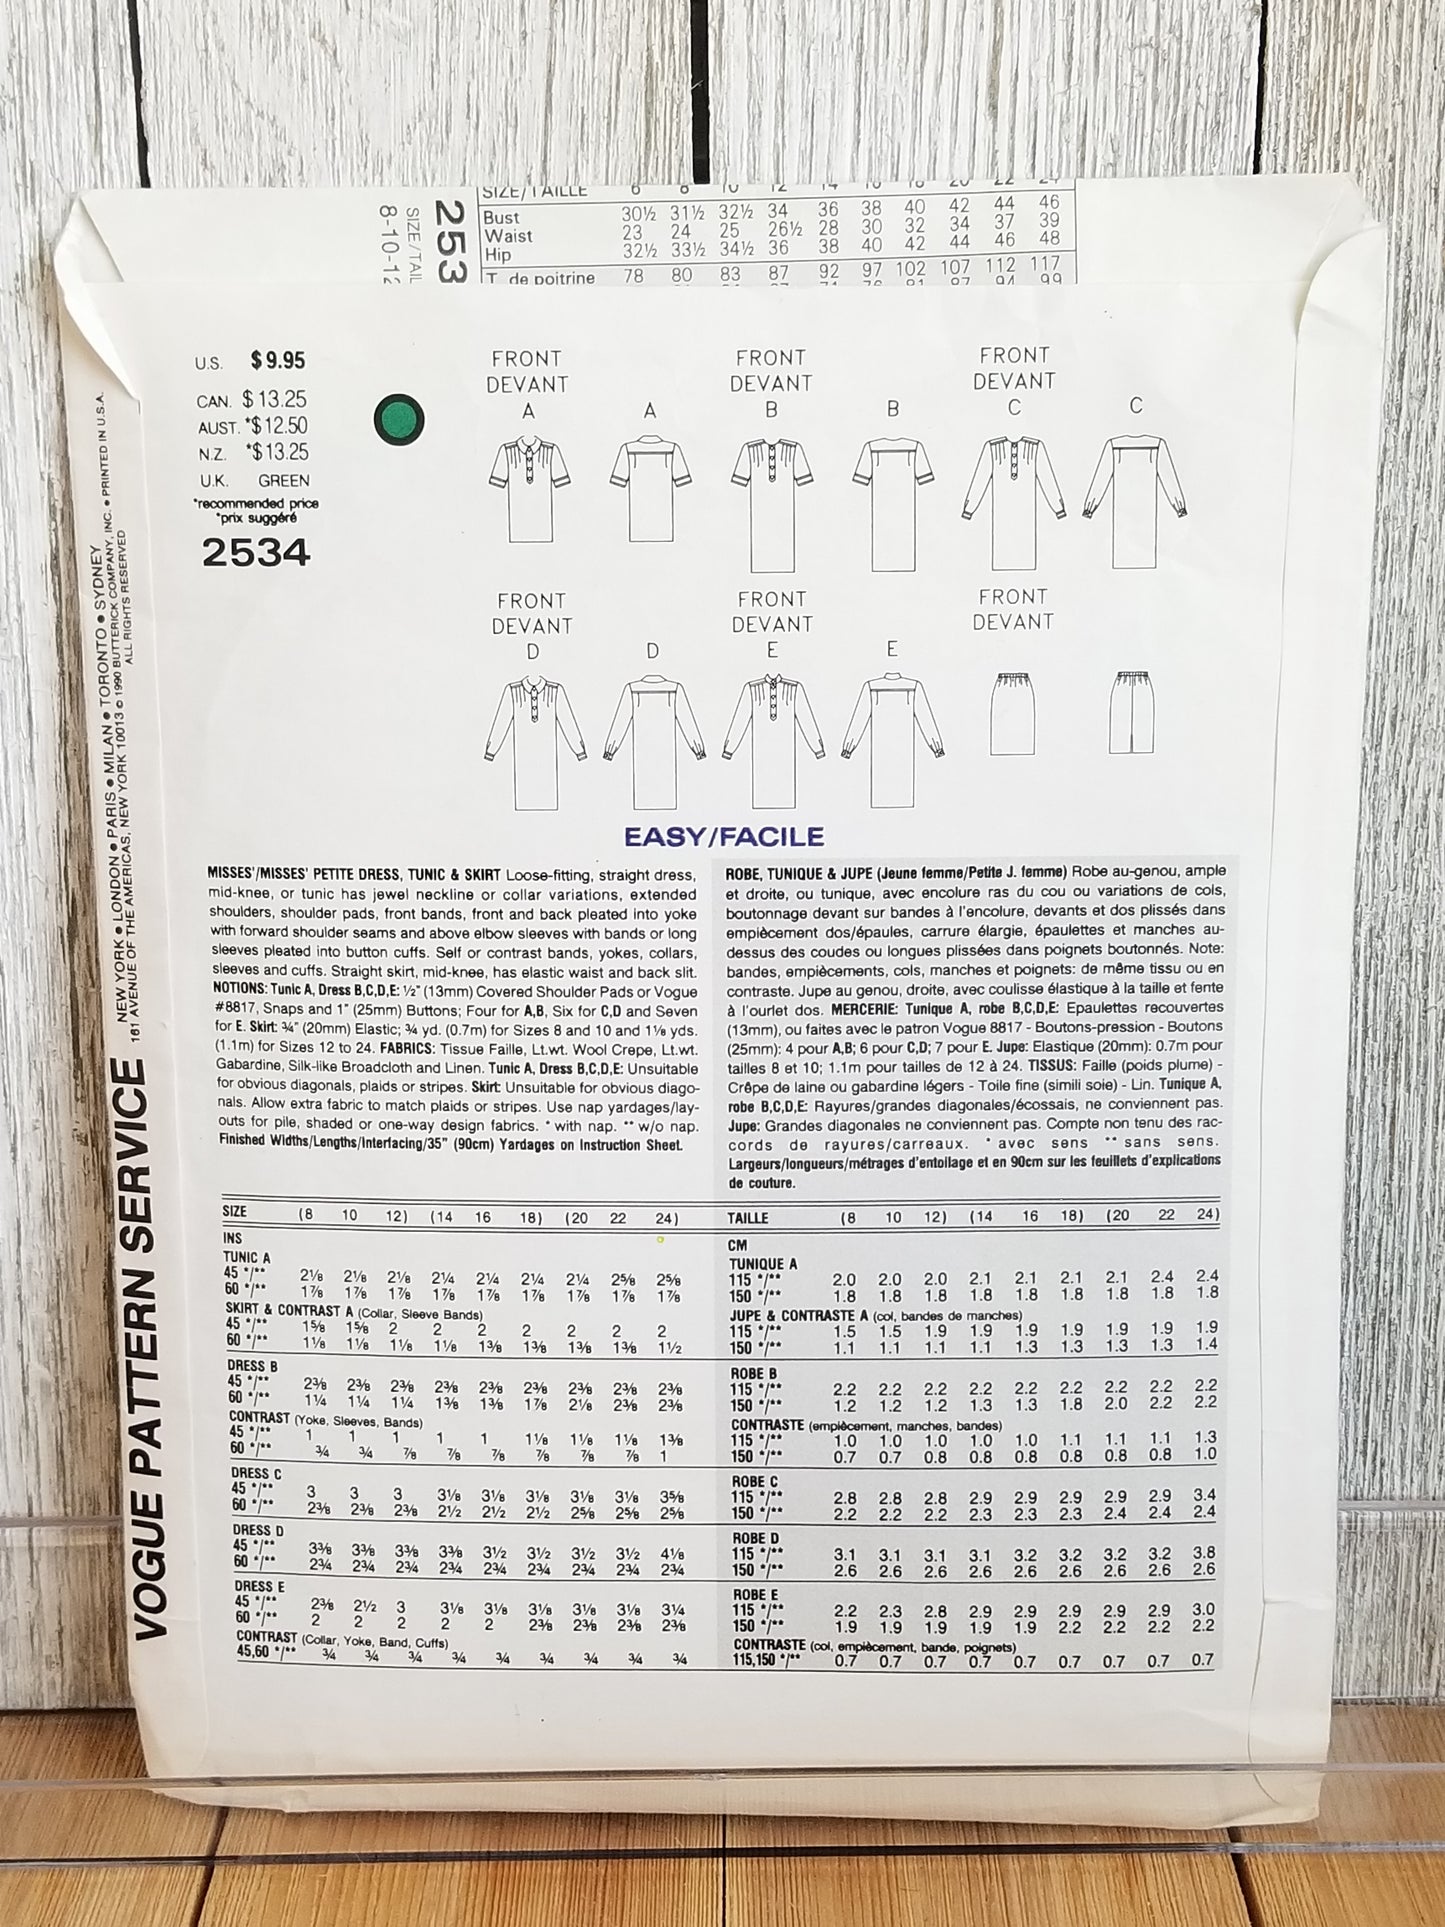 SIZE/TAILLE 6 8 10 12 14 16 18 20 22 24
Bust 30½ 31½ 32½ 34 36 38 40 42 44 46
Waist 23 24 25 26½ 28 30 32 34 37 39
Hip 32½ 33½ 34½ 36 38 40 42 44 46 48
T. de poitrine 78 80 83 87 92 97 102 107 112 117
253
SIZE/TAIL
8-10-12
U.S. $9.95
CAN. $13.25
AUST. *$12.50
N.Z. *$13.25
U.K. GREEN
*recommended price
*prix suggéré
2534
FRONT FRONT FRONT
DEVANT DEVANT DEVANT
A A B B C C
FRONT FRONT FRONT
DEVANT DEVANT DEVANT
D D E E
EASY/FACILE
MISSES'/MISSES' PETITE DRESS, TUNIC & SKIRT Loose-fitting, straight dress,
mid-knee, or tunic has jewel neckline or collar variations, extended
shoulders, shoulder pads, front bands, front and back pleated into yoke
with forward shoulder seams and above elbow sleeves with bands or long
sleeves pleated into button cuffs. Self or contrast bands, yokes, collars,
sleeves and cuffs. Straight skirt, mid-knee, has elastic waist and back slit.
NOTIONS: Tunic A, Dress B,C,D,E: ½" (13mm) Covered Shoulder Pads or Vogue
#8817, Snaps and 1" (25mm) Buttons; Four for A,B, Six for C,D and Seven
for E. Skirt: ¾" (20mm) Elastic; ¾ yd. (0.7m) for Sizes 8 and 10 and 1⅛ yds.
(1.1m) for Sizes 12 to 24. FABRICS: Tissue Faille, Lt.wt. Wool Crepe, Lt.wt.
Gabardine, Silk-like Broadcloth and Linen. Tunic A, Dress B,C,D,E: Unsuitable
for obvious diagonals, plaids or stripes. Skirt: Unsuitable for obvious diago-
nals. Allow extra fabric to match plaids or stripes. Use nap yardages/lay-
outs for pile, shaded or one-way design fabrics. * with nap. ** w/o nap.
Finished Widths/Lengths/Interfacing/35" (90cm) Yardages on Instruction Sheet.
ROBE, TUNIQUE & JUPE (Jeune femme/Petite J. femme) Robe au-genou, ample
et droite, ou tunique, avec encolure ras du cou ou variations de cols,
boutonnage devant sur bandes à l'encolure, devants et dos plissés dans
empiècement dos/épaules, carrure élargie, épaulettes et manches au-
dessus des coudes ou longues plissées dans poignets boutonnés. Note:
bandes, empiècements, cols, manches et poignets: de même tissu ou en
contraste. Jupe au genou, droite, avec coulisse élastique à la taille et fente
à l'ourlet dos. MERCERIE: Tunique A, robe B,C,D,E: Epaulettes recouvertes
(13mm), ou faites avec le patron Vogue 8817 - Boutons-pression - Boutons
(25mm): 4 pour A,B; 6 pour C,D; 7 pour E. Jupe: Elastique (20mm): 0.7m pour
tailles 8 et 10; 1.1m pour tailles de 12 à 24. TISSUS: Faille (poids plume) -
Crêpe de laine ou gabardine légers - Toile fine (simili soie) - Lin. Tunique A,
robe B,C,D,E: Rayures/grandes diagonales/écossais, ne conviennent pas.
Jupe: Grandes diagonales ne conviennent pas. Compte non tenu des rac-
cords de rayures/carreaux. * avec sens ** sans sens.
Largeurs/longueurs/métrages d'entoilage et en 90cm sur les feuillets d'explications
de couture.
SIZE (8 10 12) (14 16 18) (20 22 24)
INS
TUNIC A
45 */** 2⅛ 2⅛ 2⅛ 2¼ 2¼ 2¼ 2¼ 2⅝ 2⅝
60 */** 1⅞ 1⅞ 1⅞ 1⅞ 1⅞ 1⅞ 1⅞ 1⅞ 1⅞
SKIRT & CONTRAST A (Collar, Sleeve Bands)
45 */** 1⅝ 1⅝ 2 2 2 2 2 2 2
60 */** 1⅛ 1⅛ 1⅛ 1⅛ 1⅜ 1⅜ 1⅜ 1⅜ 1½
DRESS B
45 */** 2⅜ 2⅜ 2⅜ 2⅜ 2⅜ 2⅜ 2⅜ 2⅜ 2⅜
60 */** 1¼ 1¼ 1¼ 1⅜ 1⅜ 1⅞ 2⅛ 2⅜ 2⅜
CONTRAST (Yoke, Sleeves, Bands)
45 */** 1 1 1 1 1 1⅛ 1⅛ 1⅛ 1⅜
60 */** ¾ ¾ ⅞ ⅞ ⅞ ⅞ ⅞ ⅞ 1
DRESS C
45 */** 3 3 3 3⅛ 3⅛ 3⅛ 3⅛ 3⅛ 3⅝
60 */** 2⅜ 2⅜ 2⅜ 2½ 2½ 2½ 2⅝ 2⅝ 2⅝
DRESS D
45 */** 3⅜ 3⅜ 3⅜ 3⅜ 3½ 3½ 3½ 3½ 4⅛
60 */** 2¾ 2¾ 2¾ 2¾ 2¾ 2¾ 2¾ 2¾ 2¾
DRESS E
45 */** 2⅜ 2½ 3 3⅛ 3⅛ 3⅛ 3⅛ 3⅛ 3¼
60 */** 2 2 2 2 2 2⅜ 2⅜ 2⅜ 2⅜
CONTRAST (Collar, Yoke, Band, Cuffs)
45,60 */** ¾ ¾ ¾ ¾ ¾ ¾ ¾ ¾ ¾
TAILLE (8 10 12) (14 16 18) (20 22 24)
CM
TUNIQUE A
115 */** 2.0 2.0 2.0 2.1 2.1 2.1 2.1 2.4 2.4
150 */** 1.8 1.8 1.8 1.8 1.8 1.8 1.8 1.8 1.8
JUPE & CONTRASTE A (col, bandes de manches)
115 */** 1.5 1.5 1.9 1.9 1.9 1.9 1.9 1.9 1.9
150 */** 1.1 1.1 1.1 1.1 1.3 1.3 1.3 1.3 1.4
ROBE B
115 */** 2.2 2.2 2.2 2.2 2.2 2.2 2.2 2.2 2.2
150 */** 1.2 1.2 1.2 1.3 1.3 1.8 2.0 2.2 2.2
CONTRASTE (empiècement, manches, bandes)
115 */** 1.0 1.0 1.0 1.0 1.0 1.1 1.1 1.1 1.3
150 */** 0.7 0.7 0.8 0.8 0.8 0.8 0.8 0.8 1.0
ROBE C
115 */** 2.8 2.8 2.8 2.9 2.9 2.9 2.9 2.9 3.4
150 */** 2.2 2.2 2.2 2.3 2.3 2.3 2.4 2.4 2.4
ROBE D
115 */** 3.1 3.1 3.1 3.1 3.2 3.2 3.2 3.2 3.8
150 */** 2.6 2.6 2.6 2.6 2.6 2.6 2.6 2.6 2.6
ROBE E
115 */** 2.2 2.3 2.8 2.9 2.9 2.9 2.9 2.9 3.0
150 */** 1.9 1.9 1.9 1.9 1.9 2.2 2.2 2.2 2.2
CONTRASTE (col, empiècement, bande, poignets)
115,150 */** 0.7 0.7 0.7 0.7 0.7 0.7 0.7 0.7 0.7
VOGUE PATTERN SERVICE
NEW YORK • LONDON • PARIS • MILAN • TORONTO • SYDNEY
161 AVENUE OF THE AMERICAS, NEW YORK 10013 © 1990 BUTTERICK COMPANY, INC. • PRINTED IN U.S.A.
ALL RIGHTS RESERVED